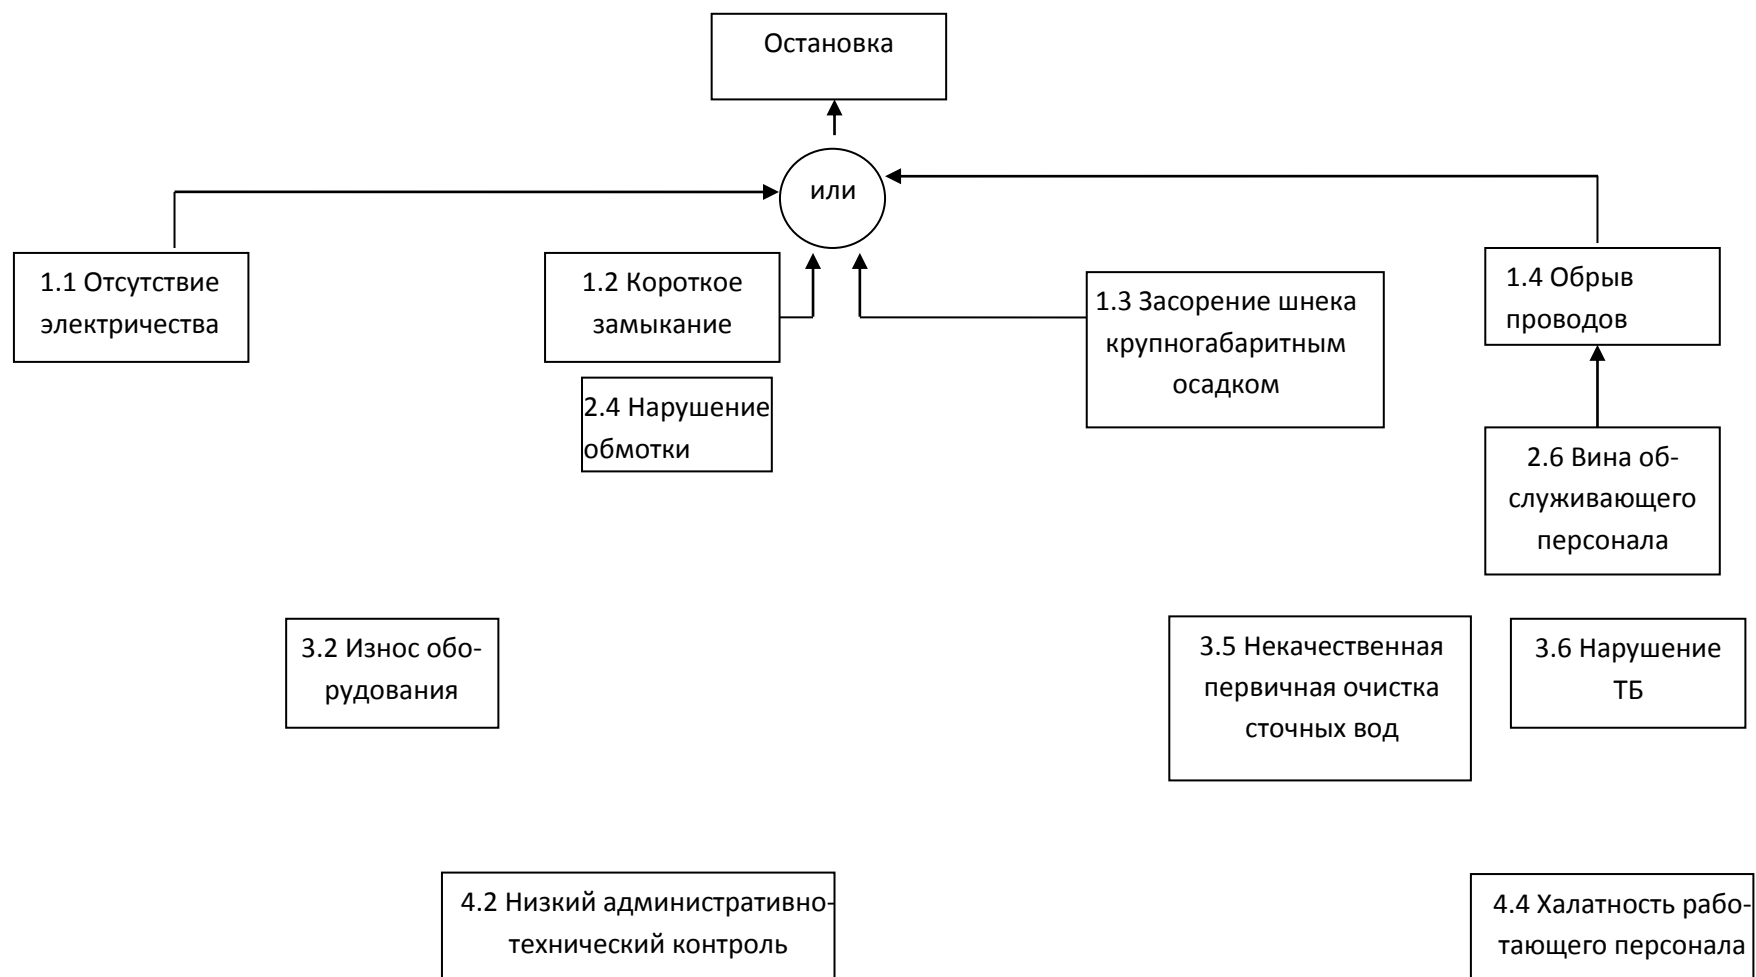 Остановка
или
1.1 Отсутствие
электричества
1.2 Короткое
замыкание
1.3 Засорение шнека
крупногабаритным
осадком
1.4 Обрыв
проводов
2.4 Нарушение
обмотки
2.6 Вина об-
служивающего
персонала
3.2 Износ обо-
рудования
3.5 Некачественная
первичная очистка
сточных вод
3.6 Нарушение
ТБ
4.2 Низкий административно-
технический контроль
4.4 Халатность рабо-
тающего персонала